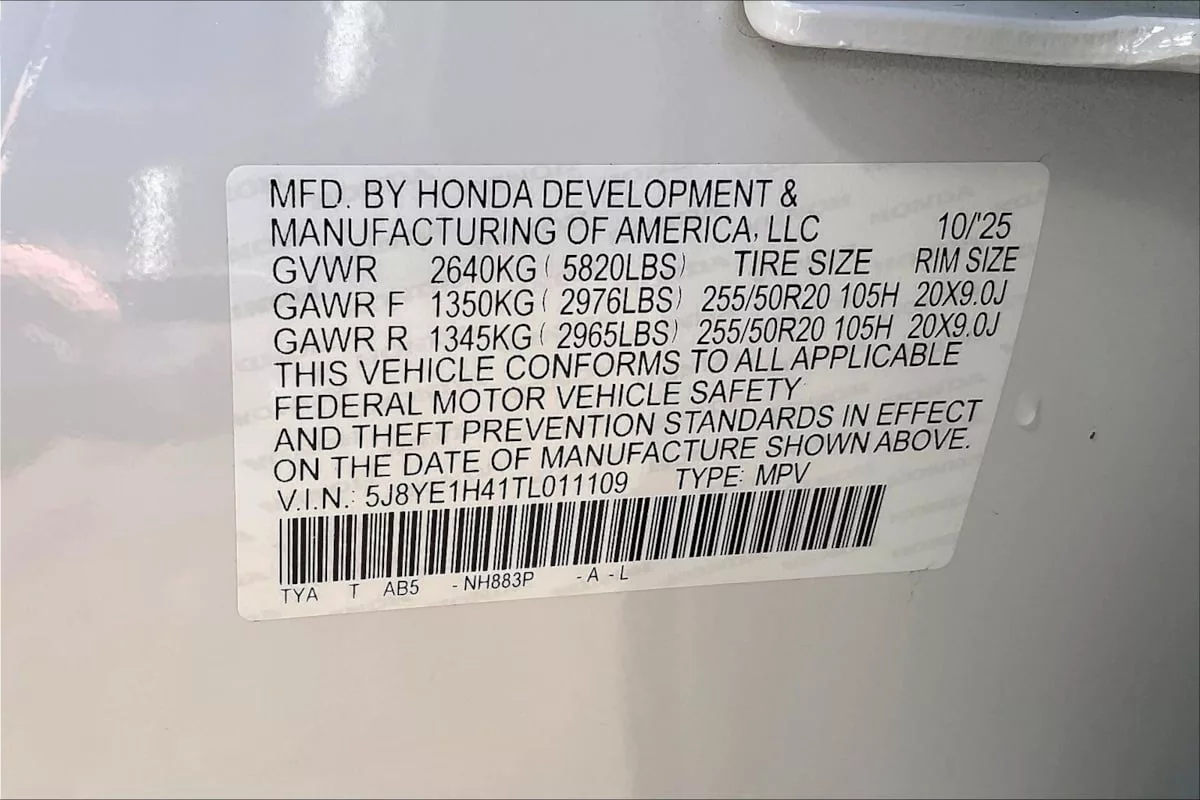 MFD. BY HONDA DEVELOPMENT &
MANUFACTURING OF AMERICA, LLC 10/'25
GVWR 2640KG ( 5820LBS) TIRE SIZE RIM SIZE
GAWR F 1350KG ( 2976LBS) 255/50R20 105H 20X9.0J
GAWR R 1345KG ( 2965LBS) 255/50R20 105H 20X9.0J
THIS VEHICLE CONFORMS TO ALL APPLICABLE
FEDERAL MOTOR VEHICLE SAFETY
AND THEFT PREVENTION STANDARDS IN EFFECT
ON THE DATE OF MANUFACTURE SHOWN ABOVE.
V.I.N.: 5J8YE1H41TL011109 TYPE: MPV
TYA T AB5 -NH883P -A -L